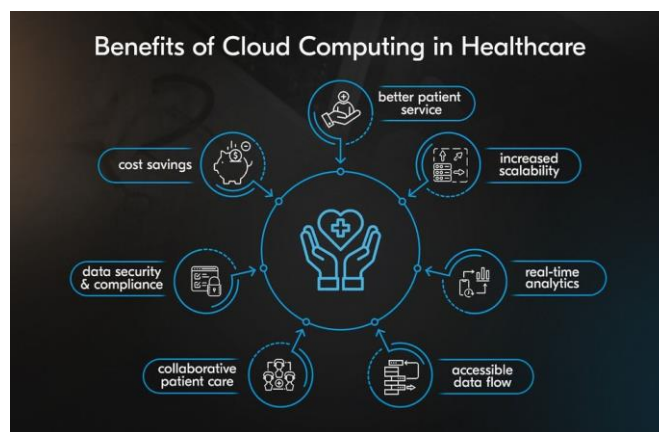 Benefits of Cloud Computing in Healthcare
better patient
service
increased
scalability
real-time
analytics
accessible
data flow
collaborative
patient care
data security
& compliance
cost savings